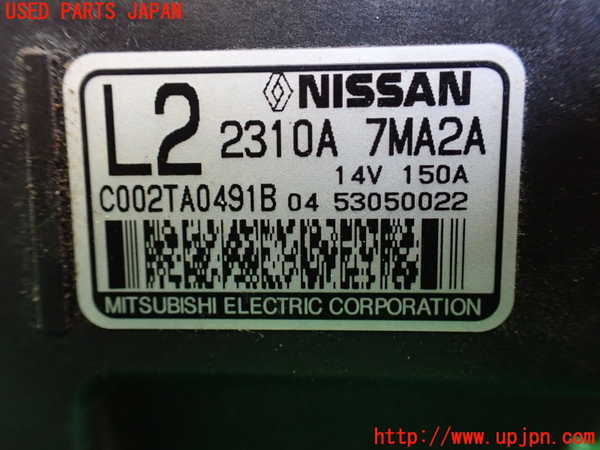 USED PARTS JAPAN
NISSAN
L2 2310A 7MA2A
14V 150A
C002TA0491B 04 53050022
MITSUBISHI ELECTRIC CORPORATION
http://www.upjpn.com/